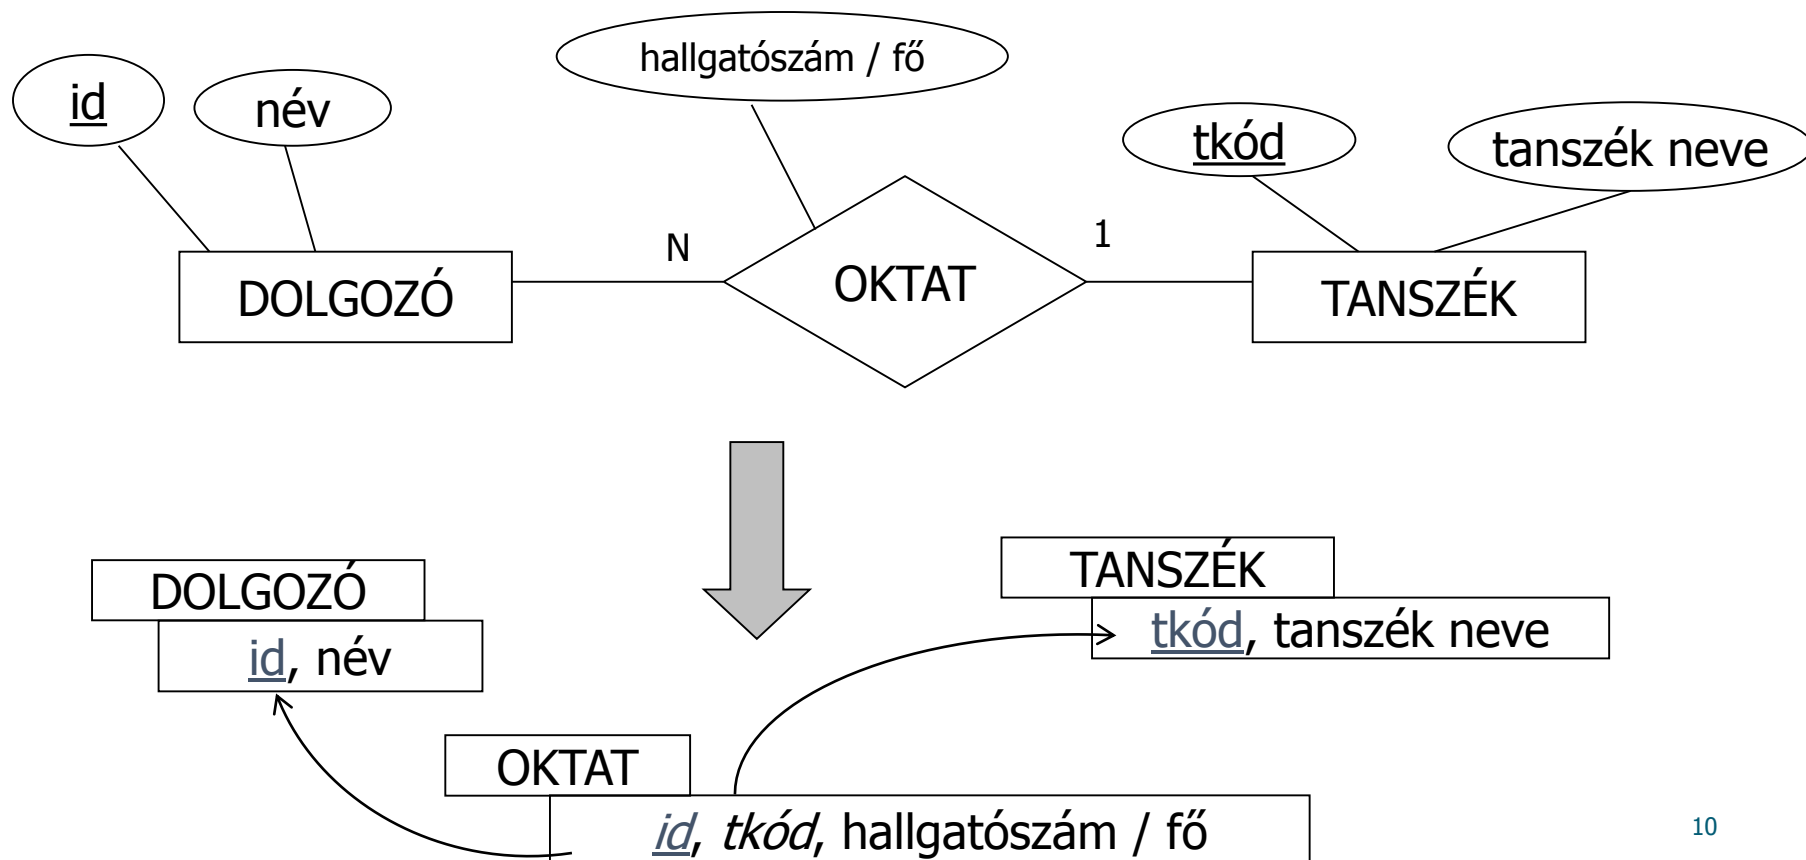 hallgatószám / fő
id
név
tkód
tanszék neve
N
1
DOLGOZÓ
OKTAT
TANSZÉK
TANSZÉK
DOLGOZÓ
tkód, tanszék neve
id, név
OKTAT
id, tkód, hallgatószám / fő
10